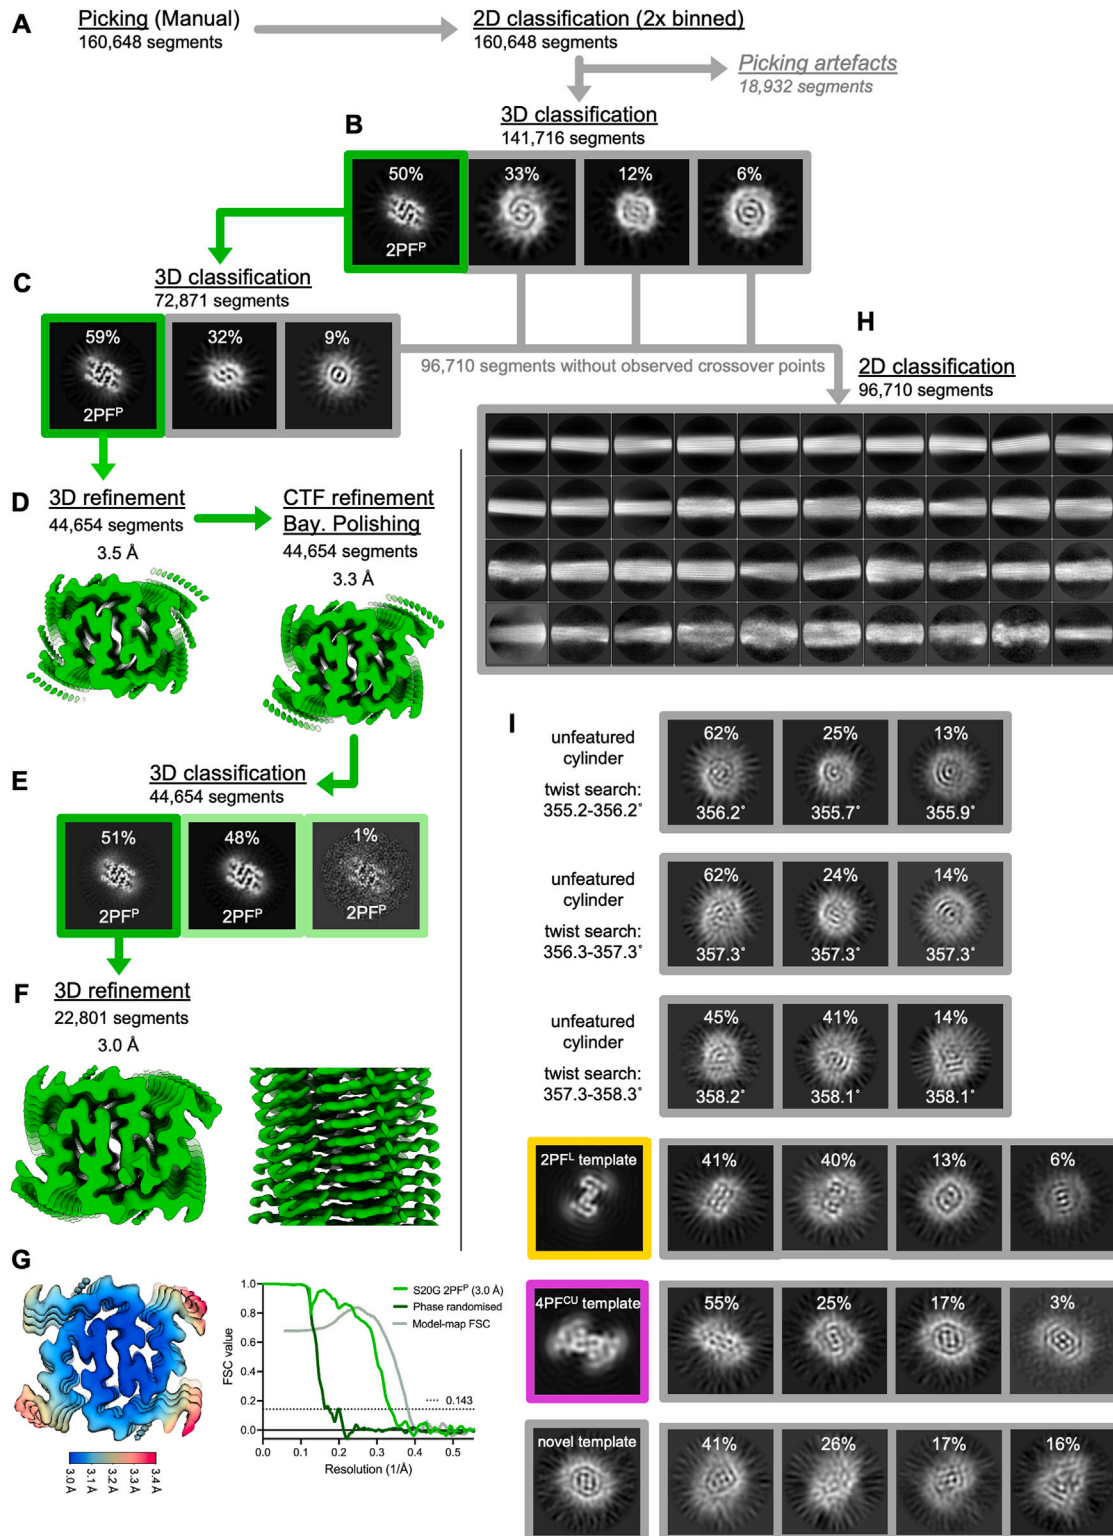 A
Picking (Manual)
160,648 segments
2D classification (2x binned)
160,648 segments
Picking artefacts
18,932 segments
B
3D classification
141,716 segments
50%
33%
12%
6%
2PFᴾ
C
3D classification
72,871 segments
59%
32%
9%
2PFᴾ
96,710 segments without observed crossover points
H
2D classification
96,710 segments
D
3D refinement
44,654 segments
3.5 Å
CTF refinement
Bay. Polishing
44,654 segments
3.3 Å
E
3D classification
44,654 segments
51%
48%
1%
2PFᴾ
2PFᴾ
2PFᴾ
F
3D refinement
22,801 segments
3.0 Å
G
3.0 Å
3.1 Å
3.2 Å
3.3 Å
3.4 Å
FSC value
1.0
0.8
0.6
0.4
0.2
0.0
S20G 2PFᴾ (3.0 Å)
Phase randomised
Model-map FSC
0.143
0.0
0.1
0.2
0.3
0.4
0.5
Resolution (1/Å)
I
unfeatured
cylinder
twist search:
355.2-356.2˚
62%
25%
13%
356.2˚
355.7˚
355.9˚
unfeatured
cylinder
twist search:
356.3-357.3˚
62%
24%
14%
357.3˚
357.3˚
357.3˚
unfeatured
cylinder
twist search:
357.3-358.3˚
45%
41%
14%
358.2˚
358.1˚
358.1˚
2PFᴸ template
41%
40%
13%
6%
4PFᶜᵁ template
55%
25%
17%
3%
novel template
41%
26%
17%
16%